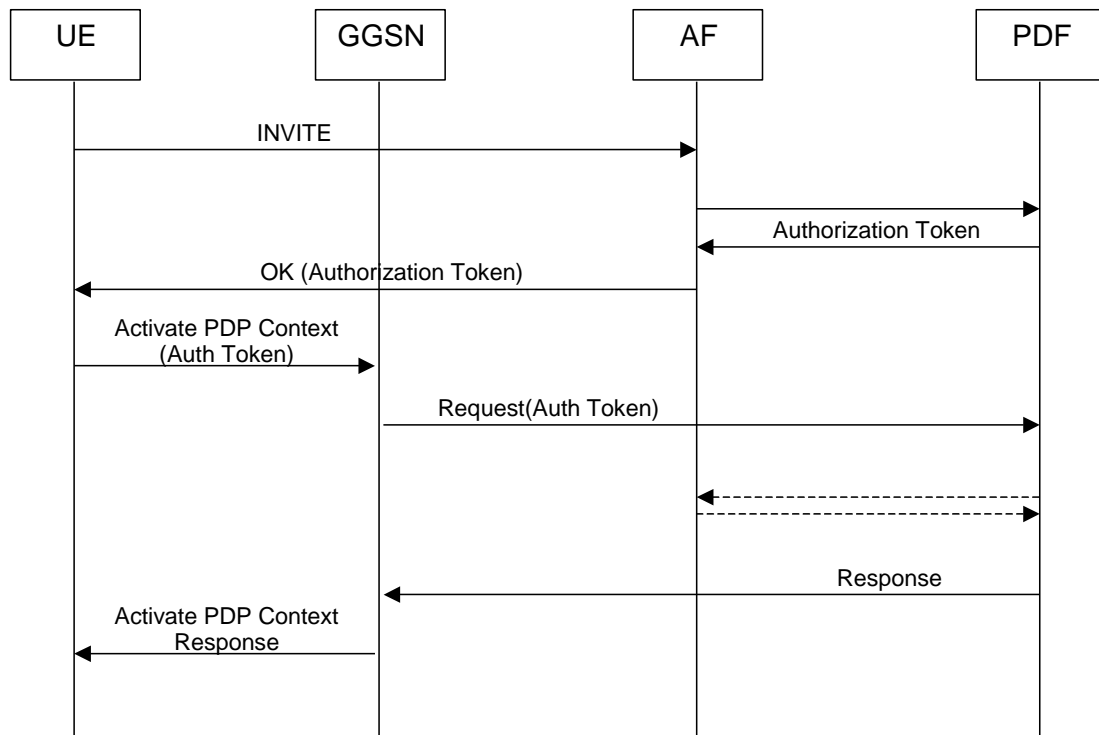 UE
GGSN
AF
PDF
INVITE
Authorization Token
OK (Authorization Token)
Activate PDP Context
(Auth Token)
Request(Auth Token)
Response
Activate PDP Context
Response